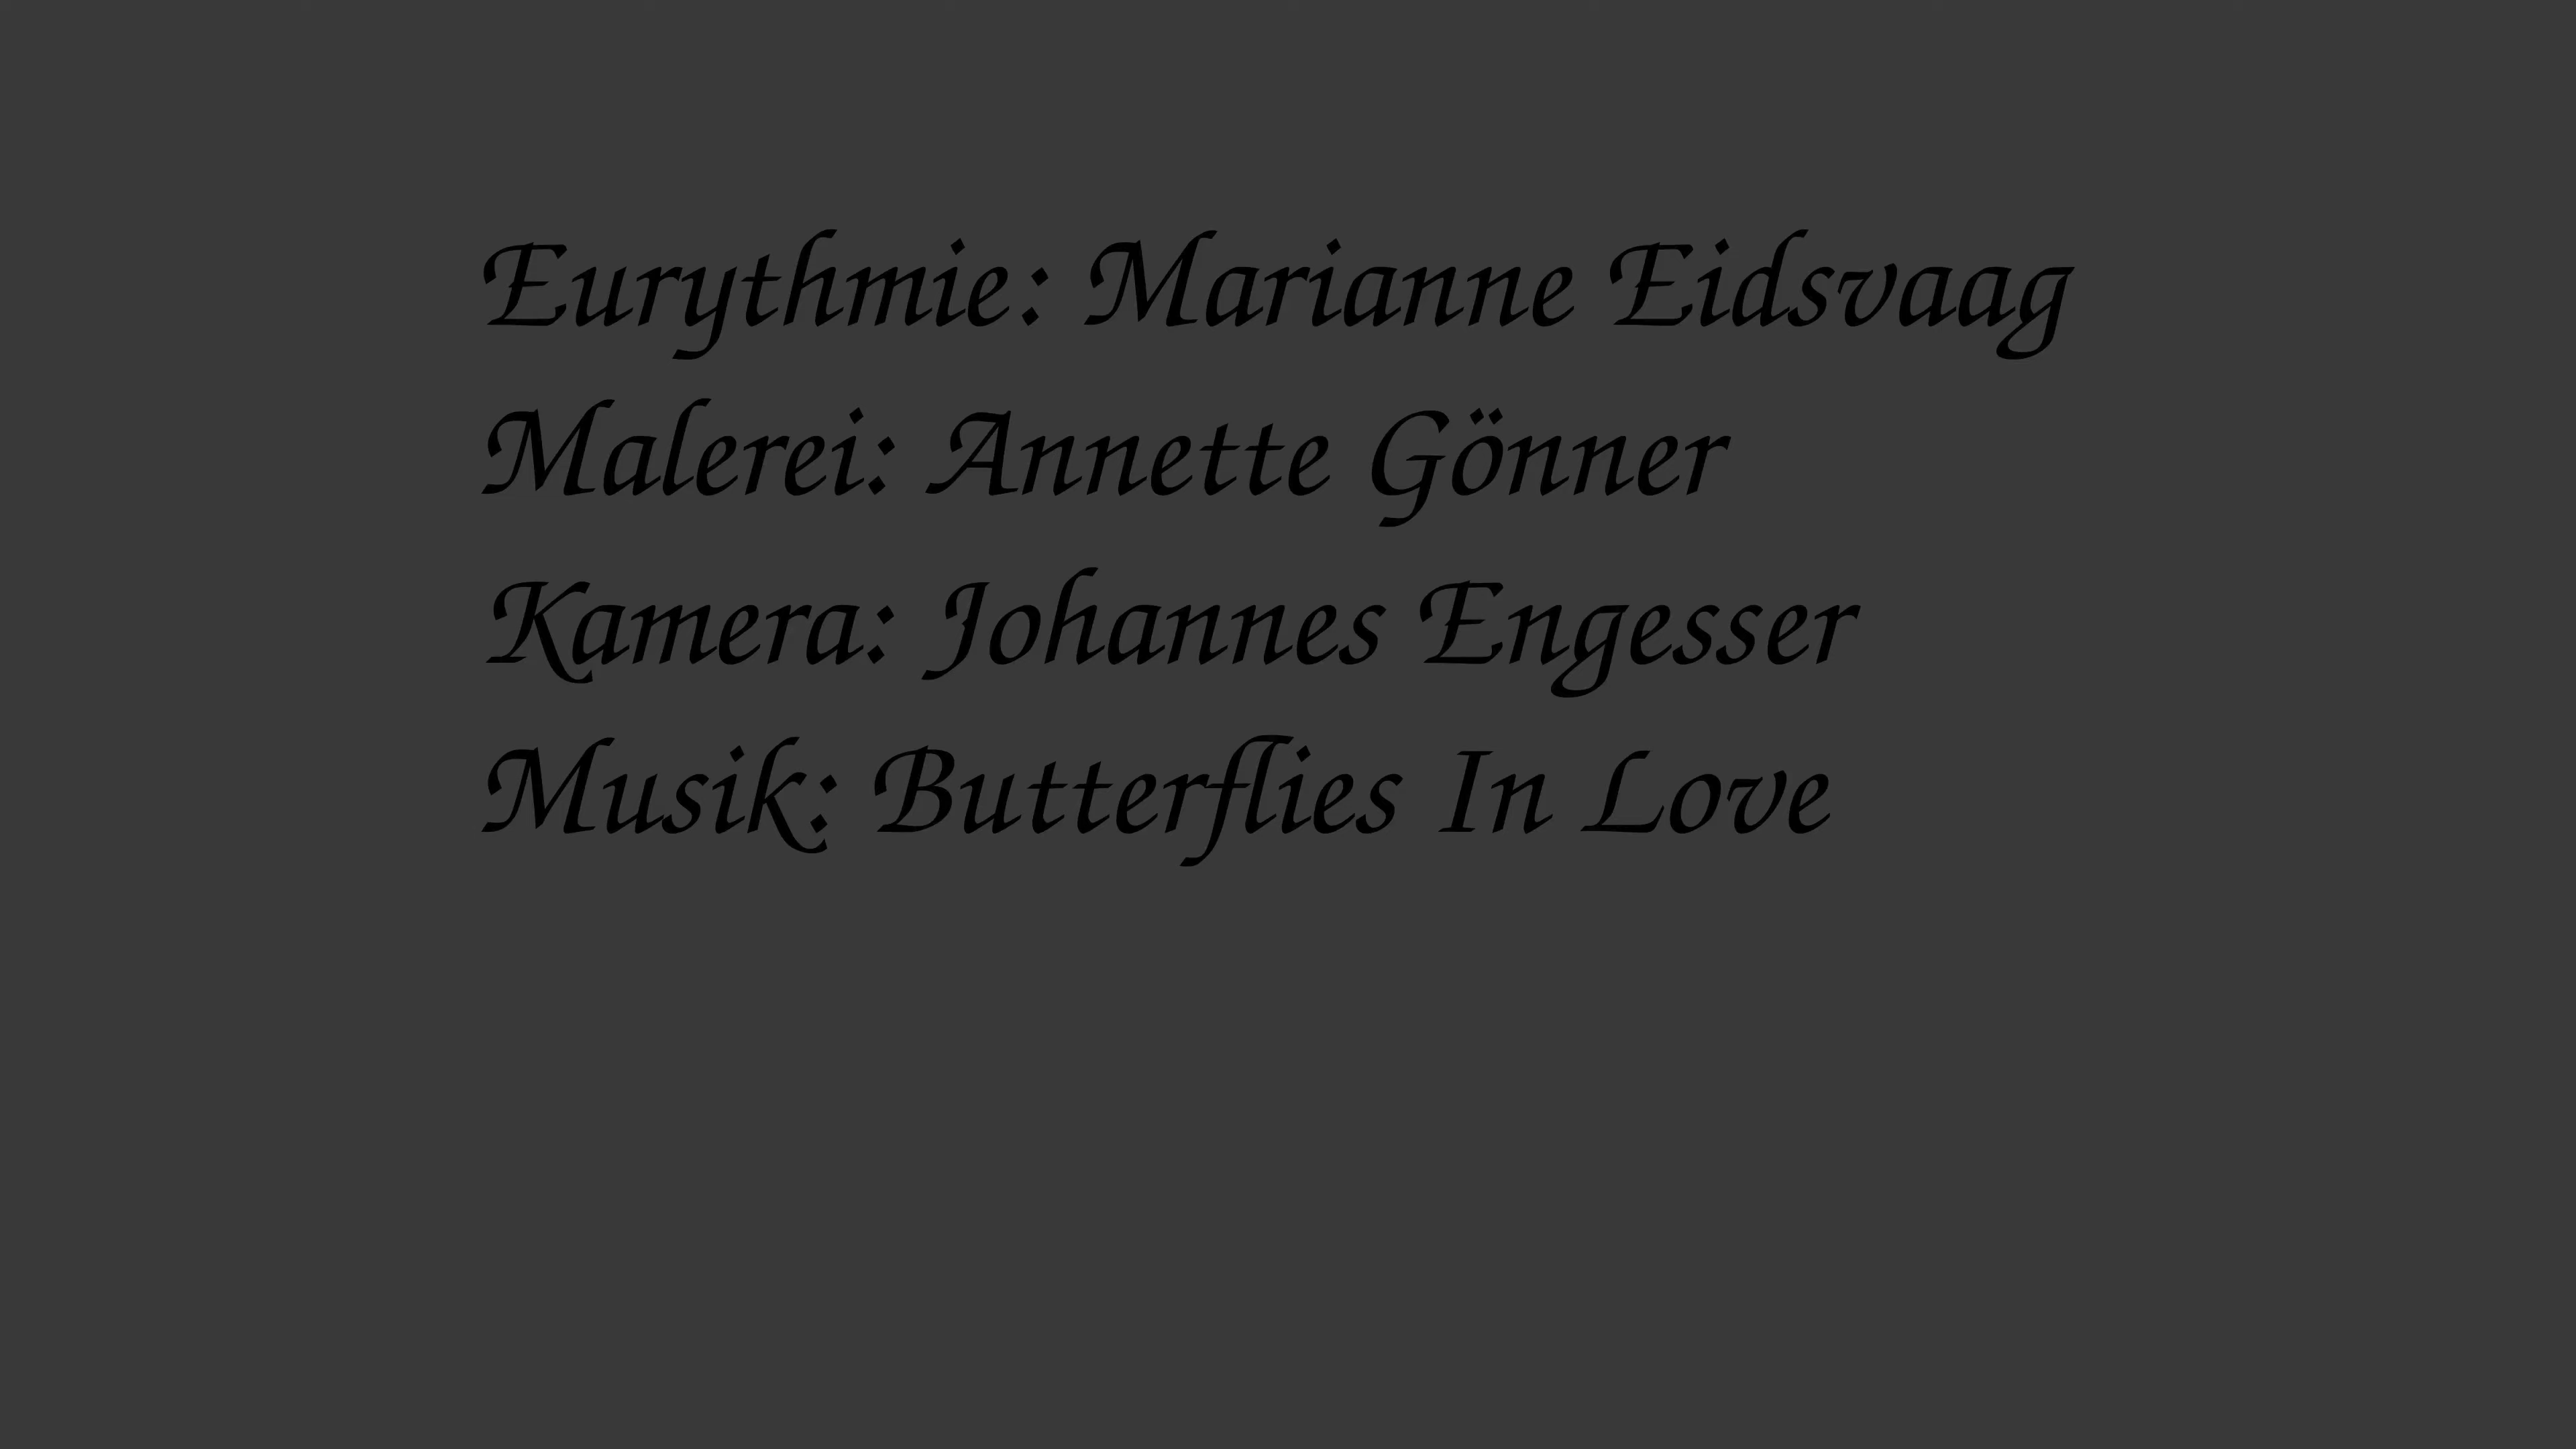 Eurythmie: Marianne Eidsvaag
Malerei: Annette Gönner
Kamera: Johannes Engesser
Musik: Butterflies In Love